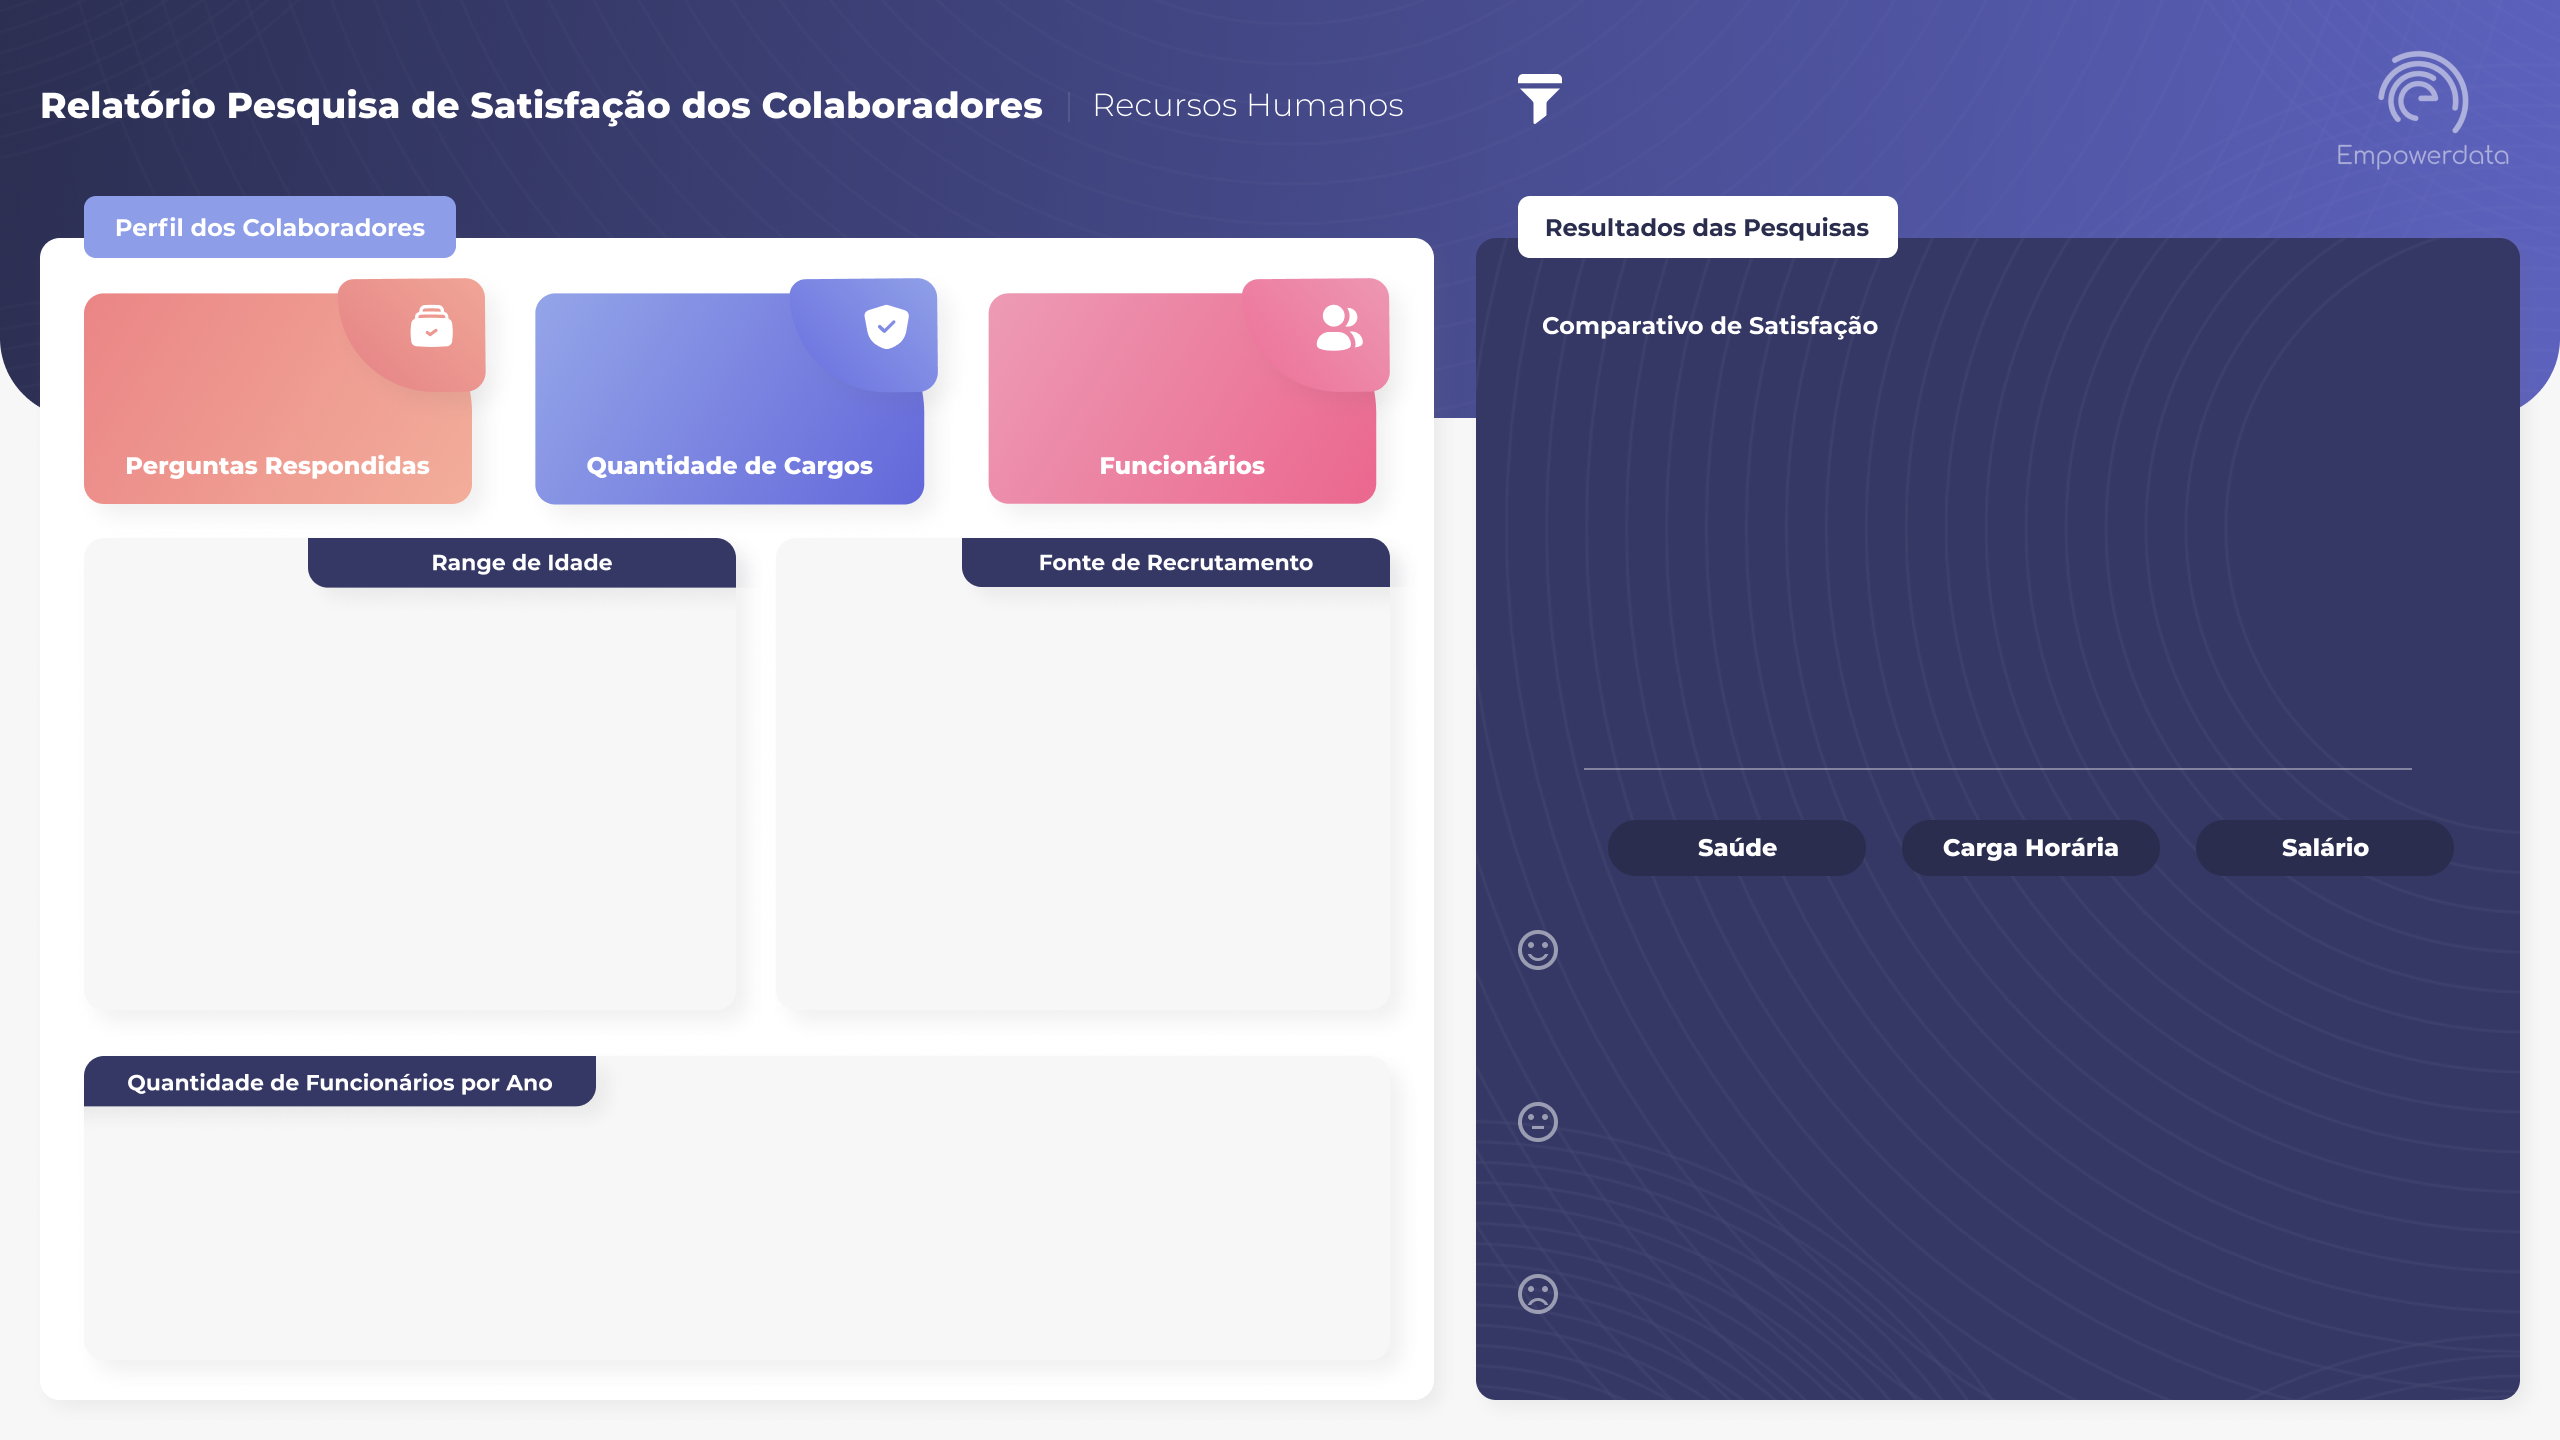 Relatório Pesquisa de Satisfação dos Colaboradores
Recursos Humanos
Empowerdata
Perfil dos Colaboradores
Perguntas Respondidas
Quantidade de Cargos
Funcionários
Range de Idade
Fonte de Recrutamento
Quantidade de Funcionários por Ano
Resultados das Pesquisas
Comparativo de Satisfação
Saúde
Carga Horária
Salário